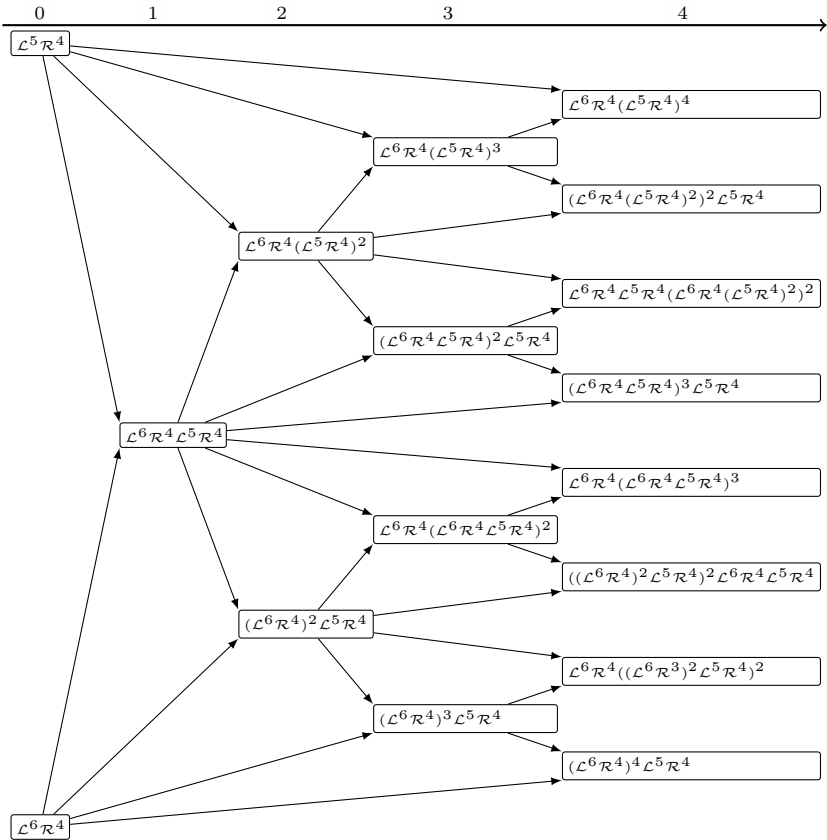 0 1 2 3 4
ℒ⁵ℛ⁴
ℒ⁶ℛ⁴(ℒ⁵ℛ⁴)⁴
ℒ⁶ℛ⁴(ℒ⁵ℛ⁴)³
(ℒ⁶ℛ⁴(ℒ⁵ℛ⁴)²)²ℒ⁵ℛ⁴
ℒ⁶ℛ⁴(ℒ⁵ℛ⁴)²
ℒ⁶ℛ⁴ℒ⁵ℛ⁴(ℒ⁶ℛ⁴(ℒ⁵ℛ⁴)²)²
(ℒ⁶ℛ⁴ℒ⁵ℛ⁴)²ℒ⁵ℛ⁴
(ℒ⁶ℛ⁴ℒ⁵ℛ⁴)³ℒ⁵ℛ⁴
ℒ⁶ℛ⁴ℒ⁵ℛ⁴
ℒ⁶ℛ⁴(ℒ⁶ℛ⁴ℒ⁵ℛ⁴)³
ℒ⁶ℛ⁴(ℒ⁶ℛ⁴ℒ⁵ℛ⁴)²
((ℒ⁶ℛ⁴)²ℒ⁵ℛ⁴)²ℒ⁶ℛ⁴ℒ⁵ℛ⁴
(ℒ⁶ℛ⁴)²ℒ⁵ℛ⁴
ℒ⁶ℛ⁴((ℒ⁶ℛ³)²ℒ⁵ℛ⁴)²
(ℒ⁶ℛ⁴)³ℒ⁵ℛ⁴
(ℒ⁶ℛ⁴)⁴ℒ⁵ℛ⁴
ℒ⁶ℛ⁴